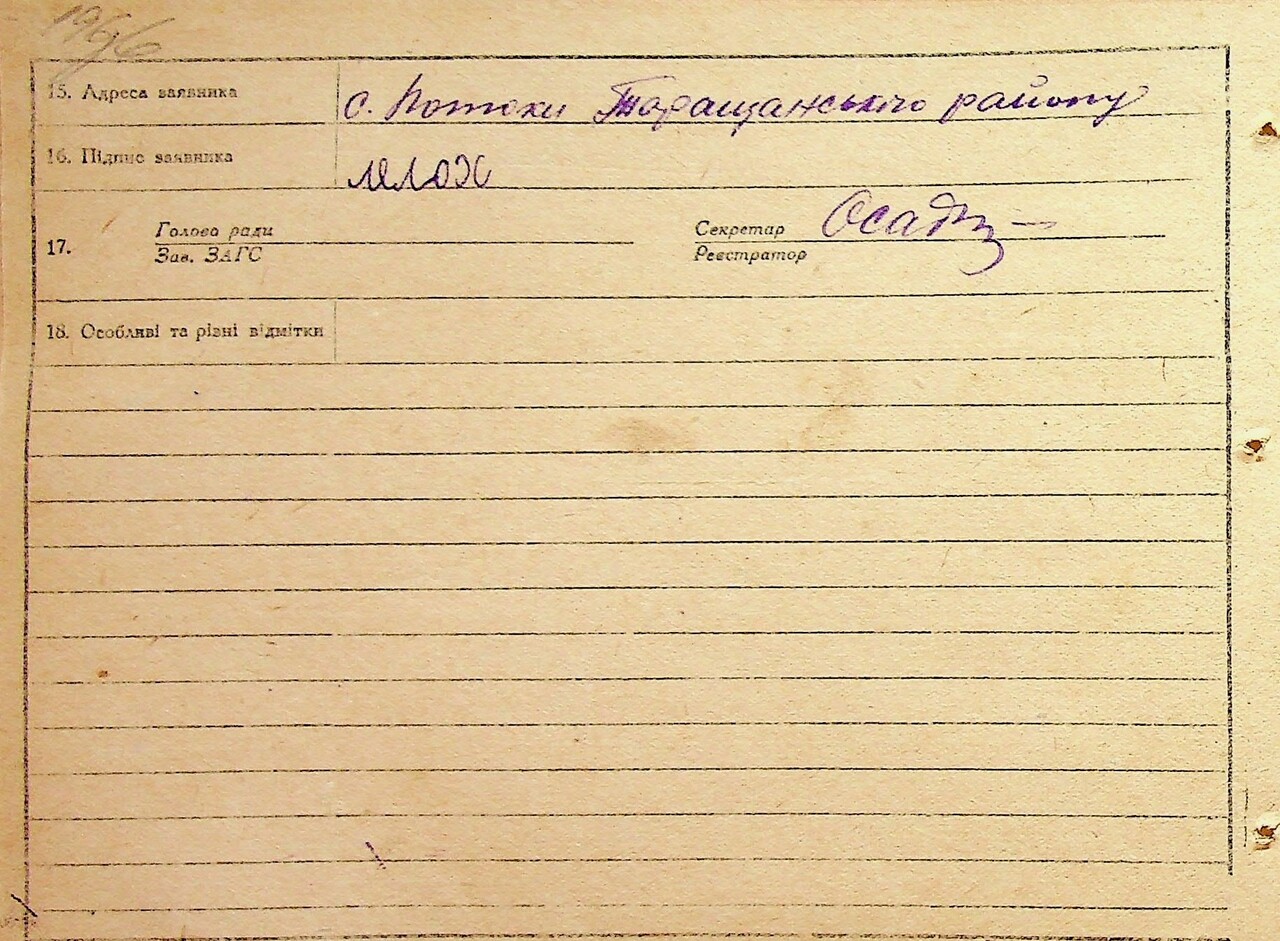 1966
15. Адреса заявника с. Потоки Таращанського району
16. Підпис заявника
17. Голова ради Секретар
Зав. ЗАГС Реєстратор
18. Особливі та різні відмітки